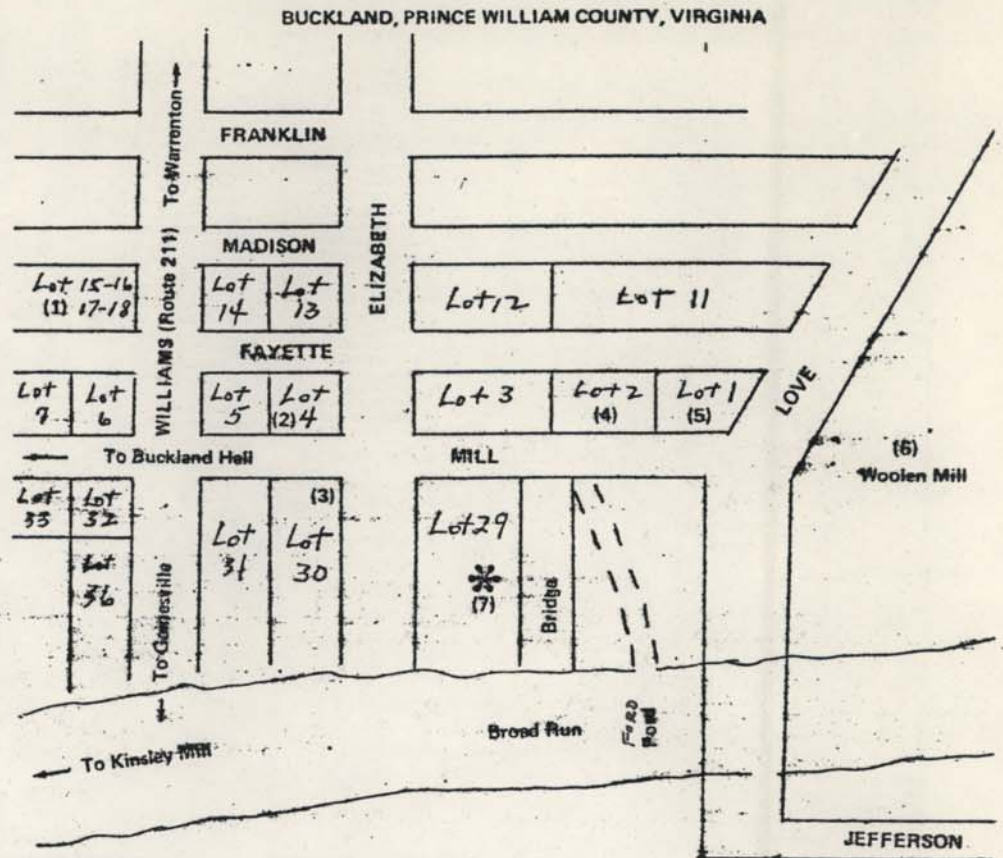 BUCKLAND, PRINCE WILLIAM COUNTY, VIRGINIA
WILLIAMS (Route 211) To Warrenton
FRANKLIN
ELIZABETH
MADISON
Lot 15-16
(1) 17-18
Lot
14
Lot
13
Lot 12
Lot 11
FAYETTE
LOVE
Lot
7
Lot
6
Lot
5
Lot
(2) 4
Lot 3
Lot 2
(4)
Lot 1
(5)
To Buckland Hall
MILL
(6)
Woolen Mill
Lot
33
Lot
32
Lot
36
To Gainesville
Lot
31
(3)
Lot
30
Lot 29
(7)
Bridge
FORD
Broad Run
To Kinsley Mill
JEFFERSON